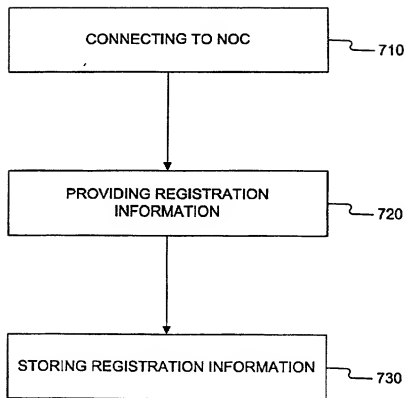 CONNECTING TO NOC
710
PROVIDING REGISTRATION
INFORMATION
720
STORING REGISTRATION INFORMATION
730